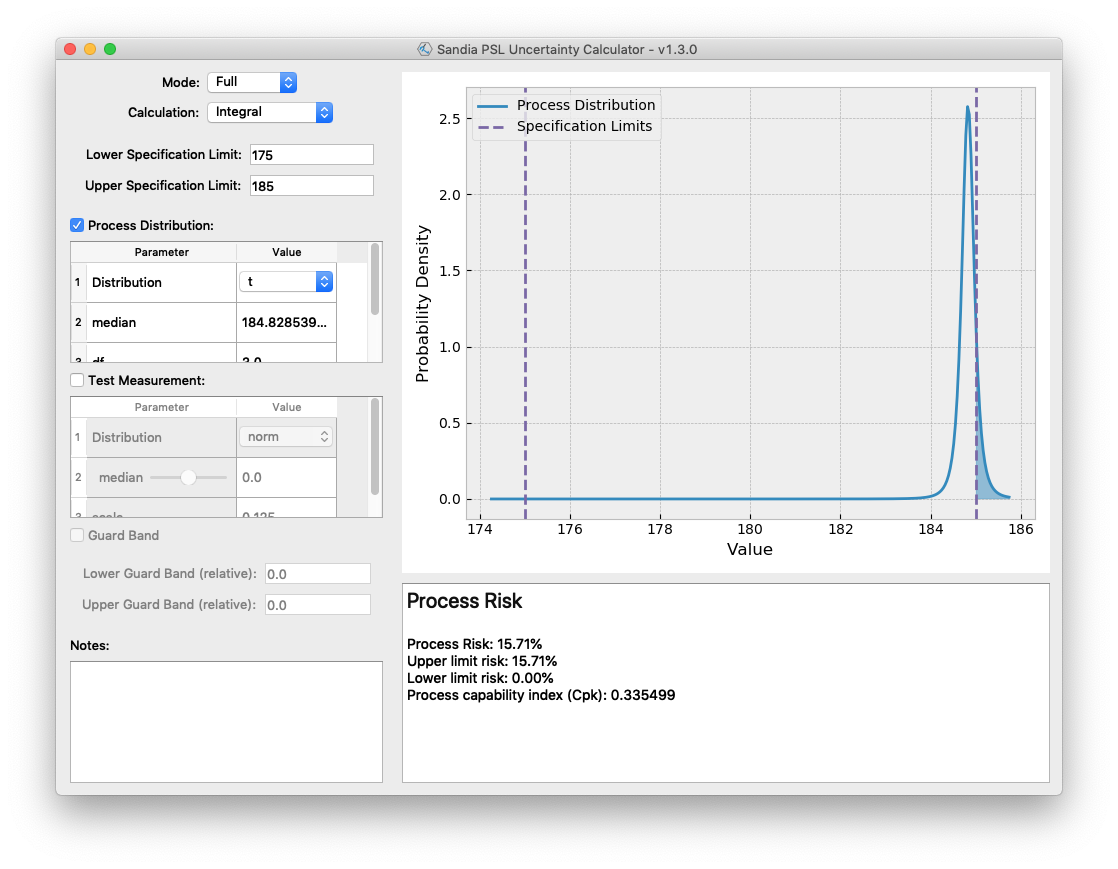 Sandia PSL Uncertainty Calculator - v1.3.0
Mode: Full
Calculation: Integral
Lower Specification Limit: 175
Upper Specification Limit: 185
Process Distribution:
Parameter Value
1 Distribution t
2 median 184.828539...
3 df
Test Measurement:
Parameter Value
1 Distribution norm
2 median 0.0
3 scale 0.125
Guard Band
Lower Guard Band (relative): 0.0
Upper Guard Band (relative): 0.0
Notes:
Process Distribution
Specification Limits
Probability Density
2.5
2.0
1.5
1.0
0.5
0.0
174 176 178 180 182 184 186
Value
Process Risk
Process Risk: 15.71%
Upper limit risk: 15.71%
Lower limit risk: 0.00%
Process capability index (Cpk): 0.335499